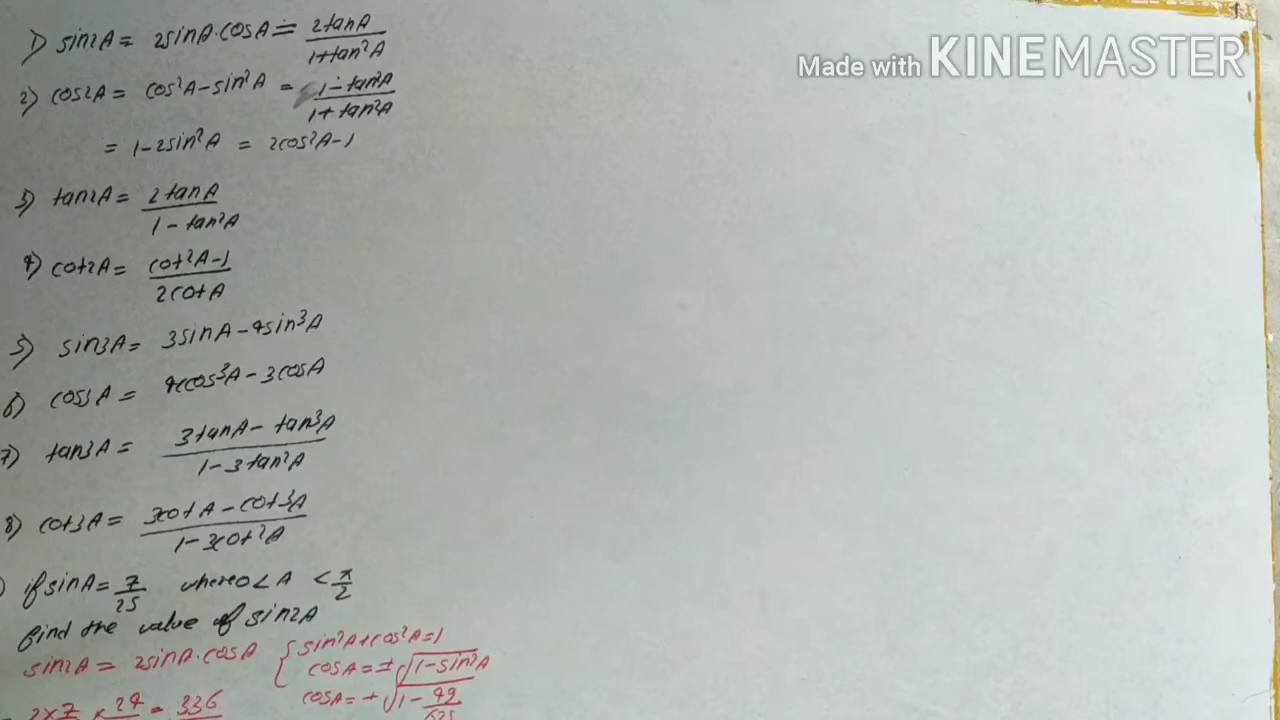 1) sin2A = 2sinA.cosA = 2tanA / 1+tan²A
Made with KINEMASTER
2) cos2A = cos²A-sin²A = 1-tan²A / 1+tan²A
= 1-2sin²A = 2cos²A-1
3) tan2A = 2tanA / 1-tan²A
4) cot2A = cot²A-1 / 2cotA
5) sin3A = 3sinA-4sin³A
6) cos3A = 4cos³A-3cosA
7) tan3A = 3tanA-tan³A / 1-3tan²A
8) cot3A = 3cotA-cot³A / 1-3cot²A
) if sinA = 7/25 where 0<A <π/2
find the value of sin2A
sin2A = 2sinA.cosA { sin²A+cos²A=1
cosA = ±√1-sin²A
cosA = +√1-49/625
= 2×7 ×24 = 336